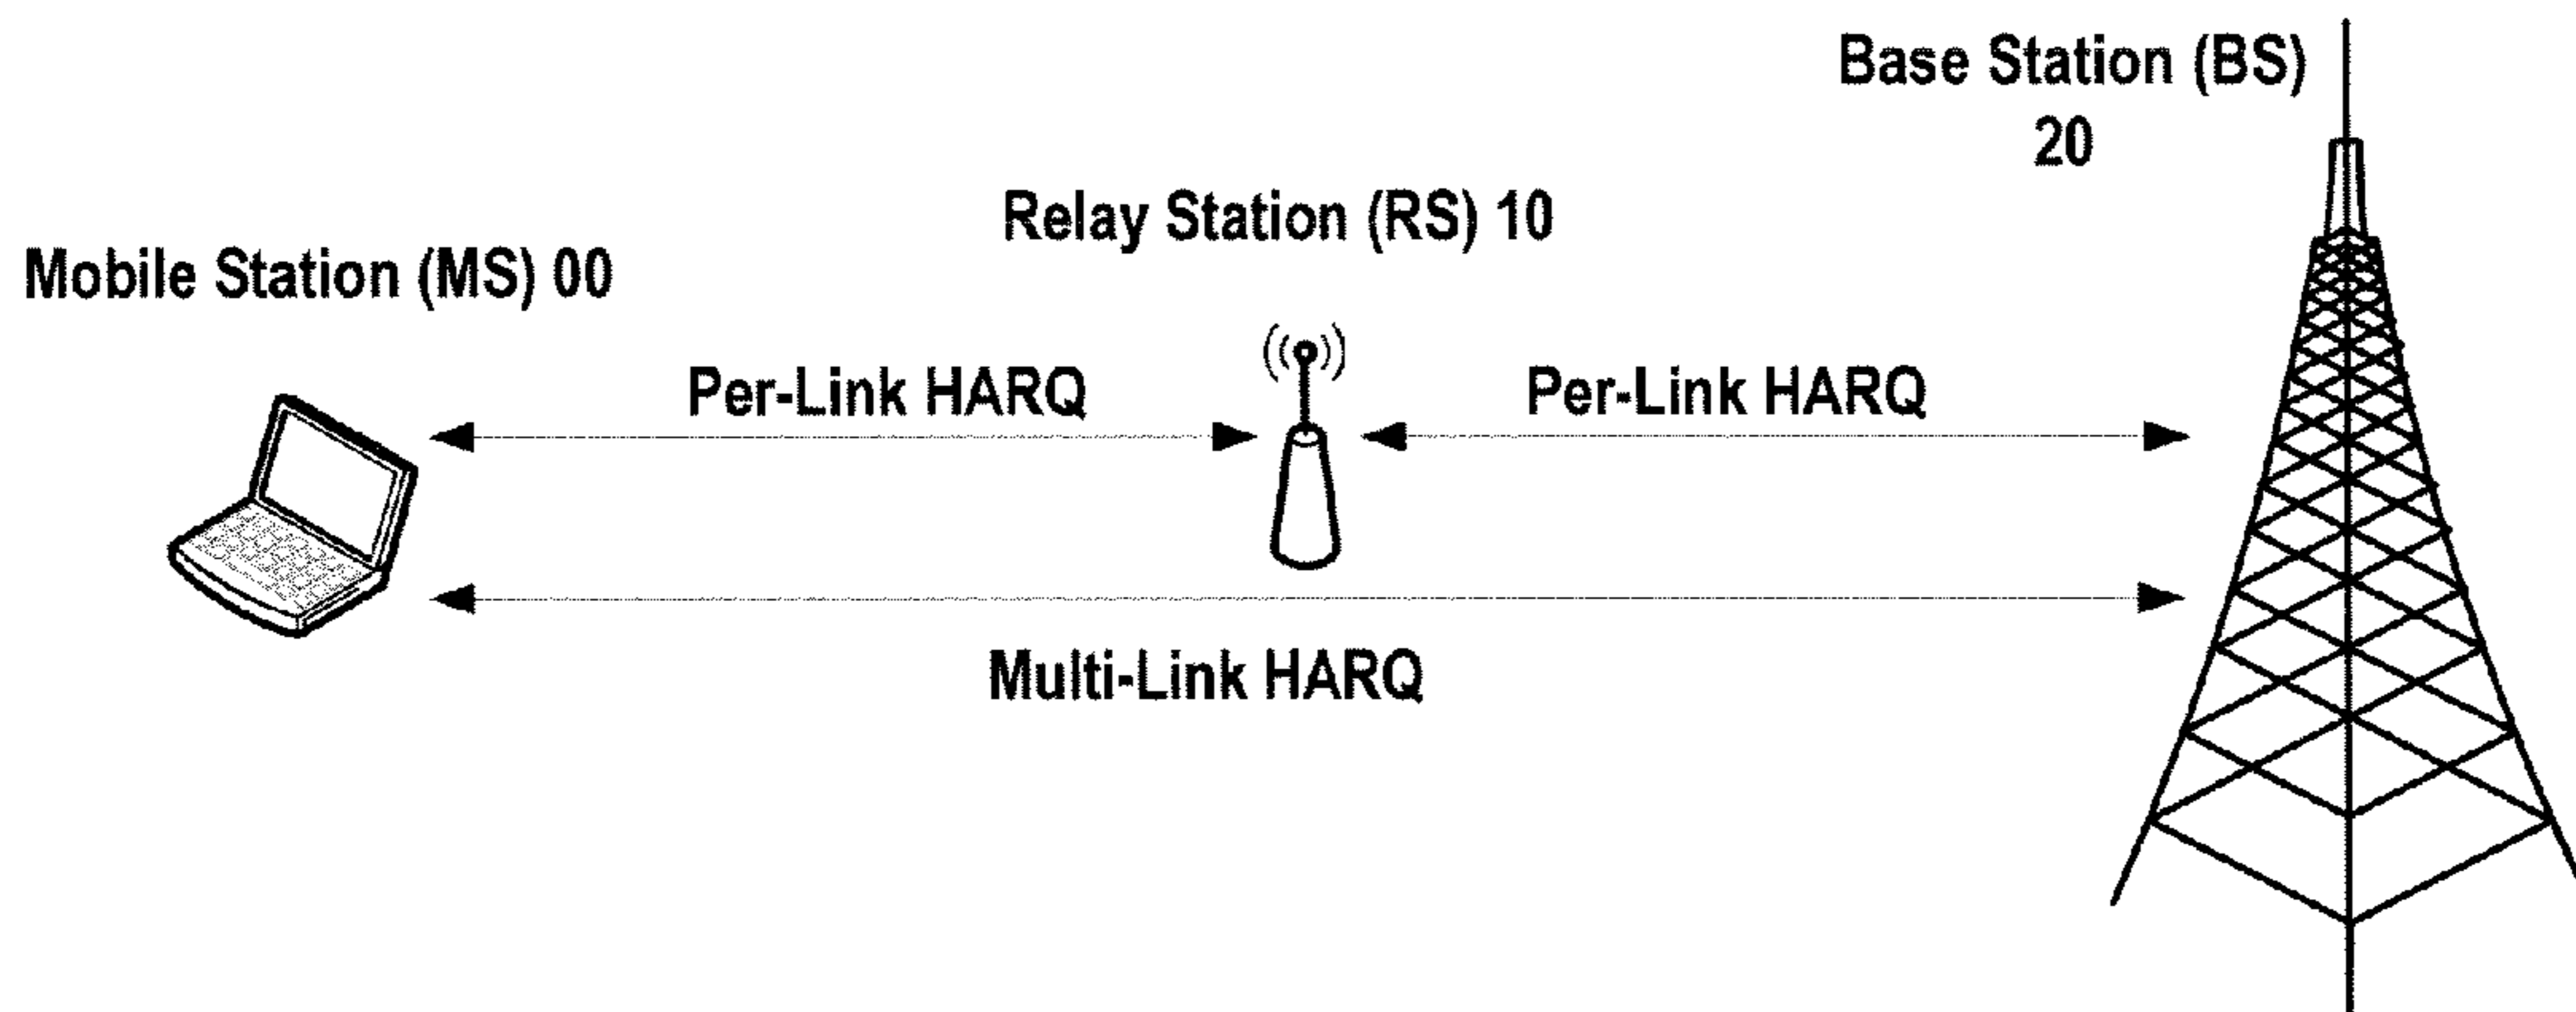 Base Station (BS)
20
Relay Station (RS) 10
Mobile Station (MS) 00
Per-Link HARQ
Per-Link HARQ
Multi-Link HARQ